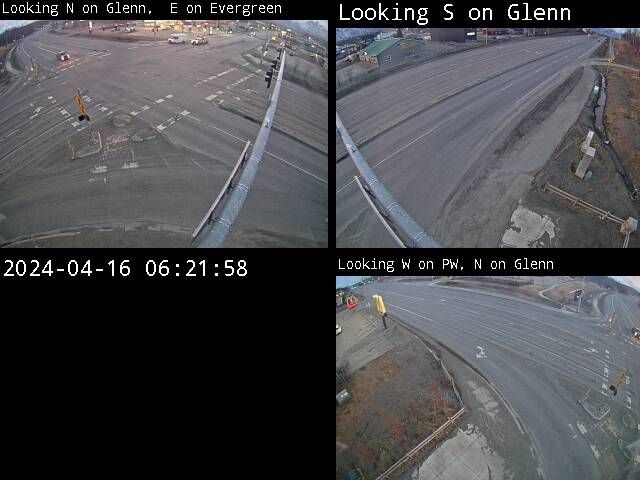 Looking N on Glenn,  E on Evergreen
Looking S on Glenn
2024-04-16 06:21:58
Looking W on PW, N on Glenn